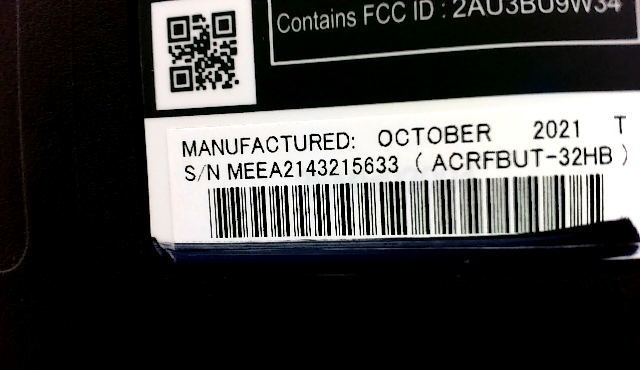 Contains FCC ID : 2AU3BU9W34
MANUFACTURED: OCTOBER 2021 T
S/N MEEA2143215633 ( ACRFBUT-32HB )